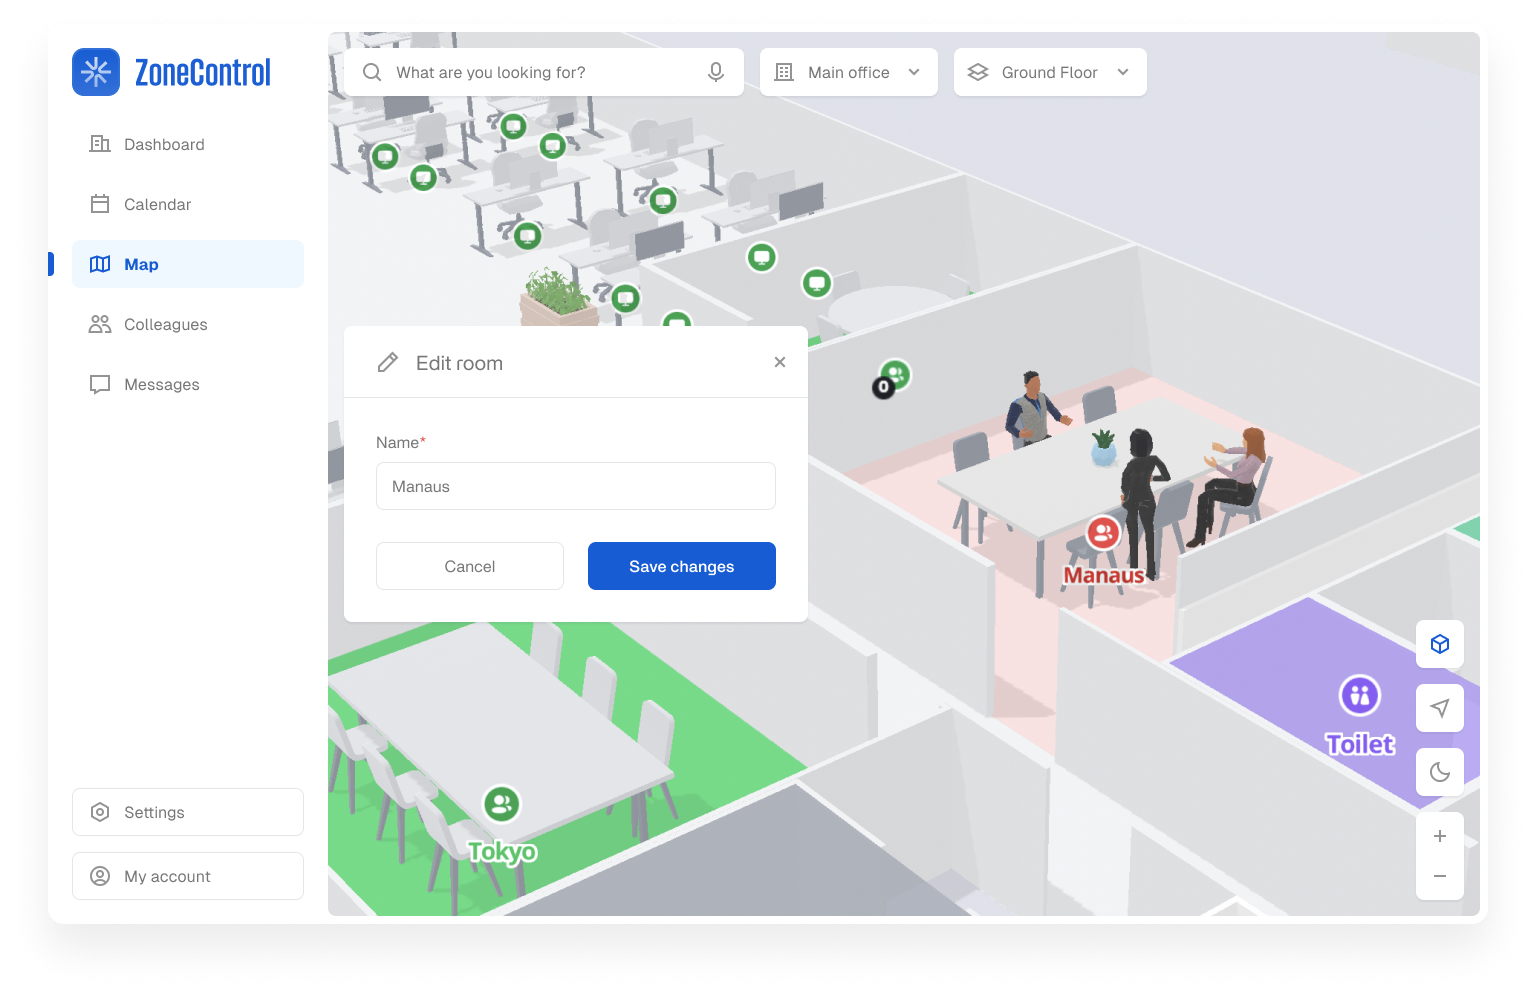 ZoneControl
Dashboard
Calendar
Map
Colleagues
Messages
Settings
My account
What are you looking for?
Main office
Ground Floor
Edit room
Name*
Manaus
Cancel
Save changes
0
Manaus
Toilet
Tokyo